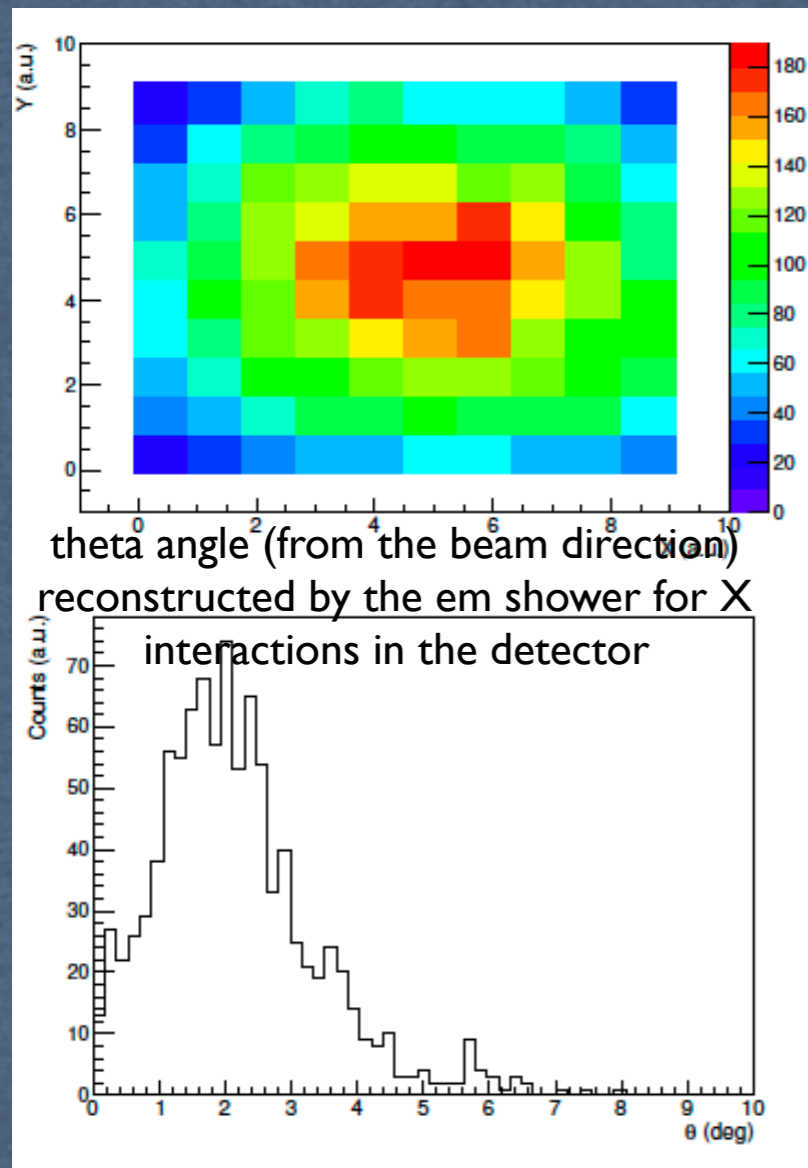 Y (a.u.)
10
8
6
4
2
0
180
160
140
120
100
80
60
40
20
0
0 2 4 6 8 10
X (a.u.)
theta angle (from the beam direction)
reconstructed by the em shower for X
interactions in the detector
Counts (a.u.)
70
60
50
40
30
20
10
0
0 1 2 3 4 5 6 7 8 9 10
θ (deg)